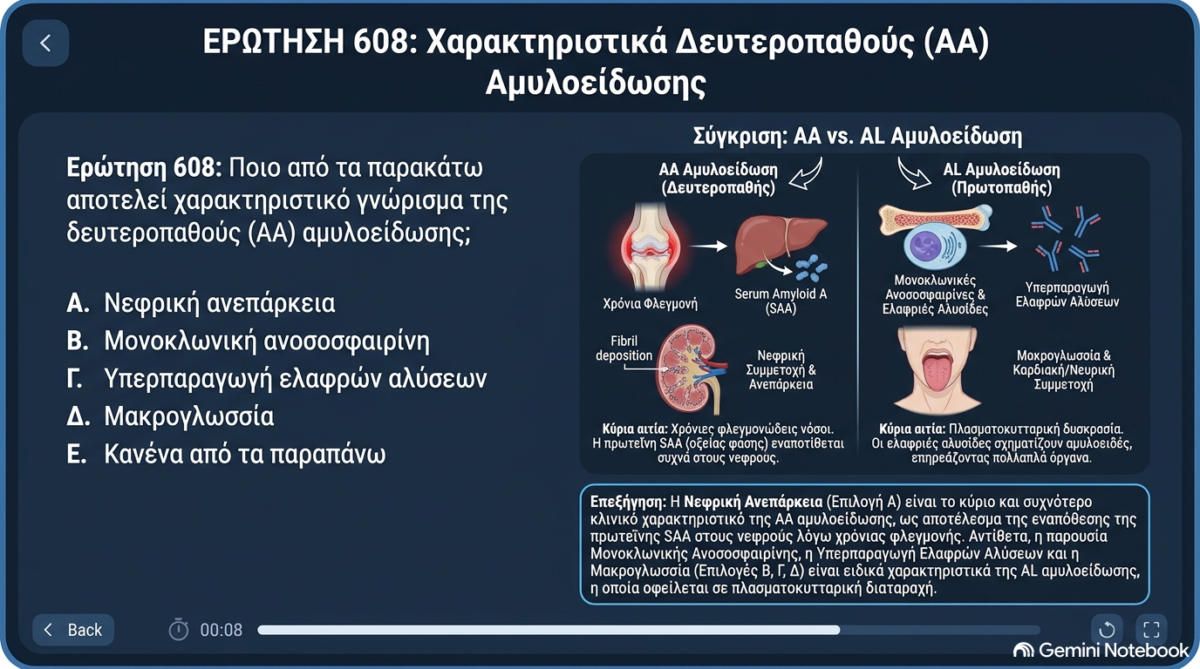 ΕΡΩΤΗΣΗ 608: Χαρακτηριστικά Δευτεροπαθούς (ΑΑ)
Αμυλοείδωσης
Ερώτηση 608: Ποιο από τα παρακάτω
αποτελεί χαρακτηριστικό γνώρισμα της
δευτεροπαθούς (ΑΑ) αμυλοείδωσης;
Α. Νεφρική ανεπάρκεια
Β. Μονοκλωνική ανοσοσφαιρίνη
Γ. Υπερπαραγωγή ελαφρών αλύσεων
Δ. Μακρογλωσσία
Ε. Κανένα από τα παραπάνω
Σύγκριση: ΑΑ vs. AL Αμυλοείδωση
ΑΑ Αμυλοείδωση
(Δευτεροπαθής)
Χρόνια Φλεγμονή
Serum Amyloid A
(SAA)
Fibril
deposition
Νεφρική
Συμμετοχή &
Ανεπάρκεια
Κύρια αιτία: Χρόνιες φλεγμονώδεις νόσοι.
Η πρωτεΐνη SAA (οξείας φάσης) εναποτίθεται
συχνά στους νεφρούς.
AL Αμυλοείδωση
(Πρωτοπαθής)
Μονοκλωνικές
Ανοσοσφαιρίνες &
Ελαφριές Αλυσίδες
Υπερπαραγωγή
Ελαφρών Αλύσεων
Μακρογλωσσία &
Καρδιακή/Νευρική
Συμμετοχή
Κύρια αιτία: Πλασματοκυτταρική δυσκρασία.
Οι ελαφριές αλυσίδες σχηματίζουν αμυλοειδές,
επηρεάζοντας πολλαπλά όργανα.
Επεξήγηση: Η Νεφρική Ανεπάρκεια (Επιλογή Α) είναι το κύριο και συχνότερο
κλινικό χαρακτηριστικό της ΑΑ αμυλοείδωσης, ως αποτέλεσμα της εναπόθεσης της
πρωτεΐνης SAA στους νεφρούς λόγω χρόνιας φλεγμονής. Αντίθετα, η παρουσία
Μονοκλωνικής Ανοσοσφαιρίνης, η Υπερπαραγωγή Ελαφρών Αλύσεων και η
Μακρογλωσσία (Επιλογές Β, Γ, Δ) είναι ειδικά χαρακτηριστικά της AL αμυλοείδωσης,
η οποία οφείλεται σε πλασματοκυτταρική διαταραχή.
Back
00:08
Gemini Notebook